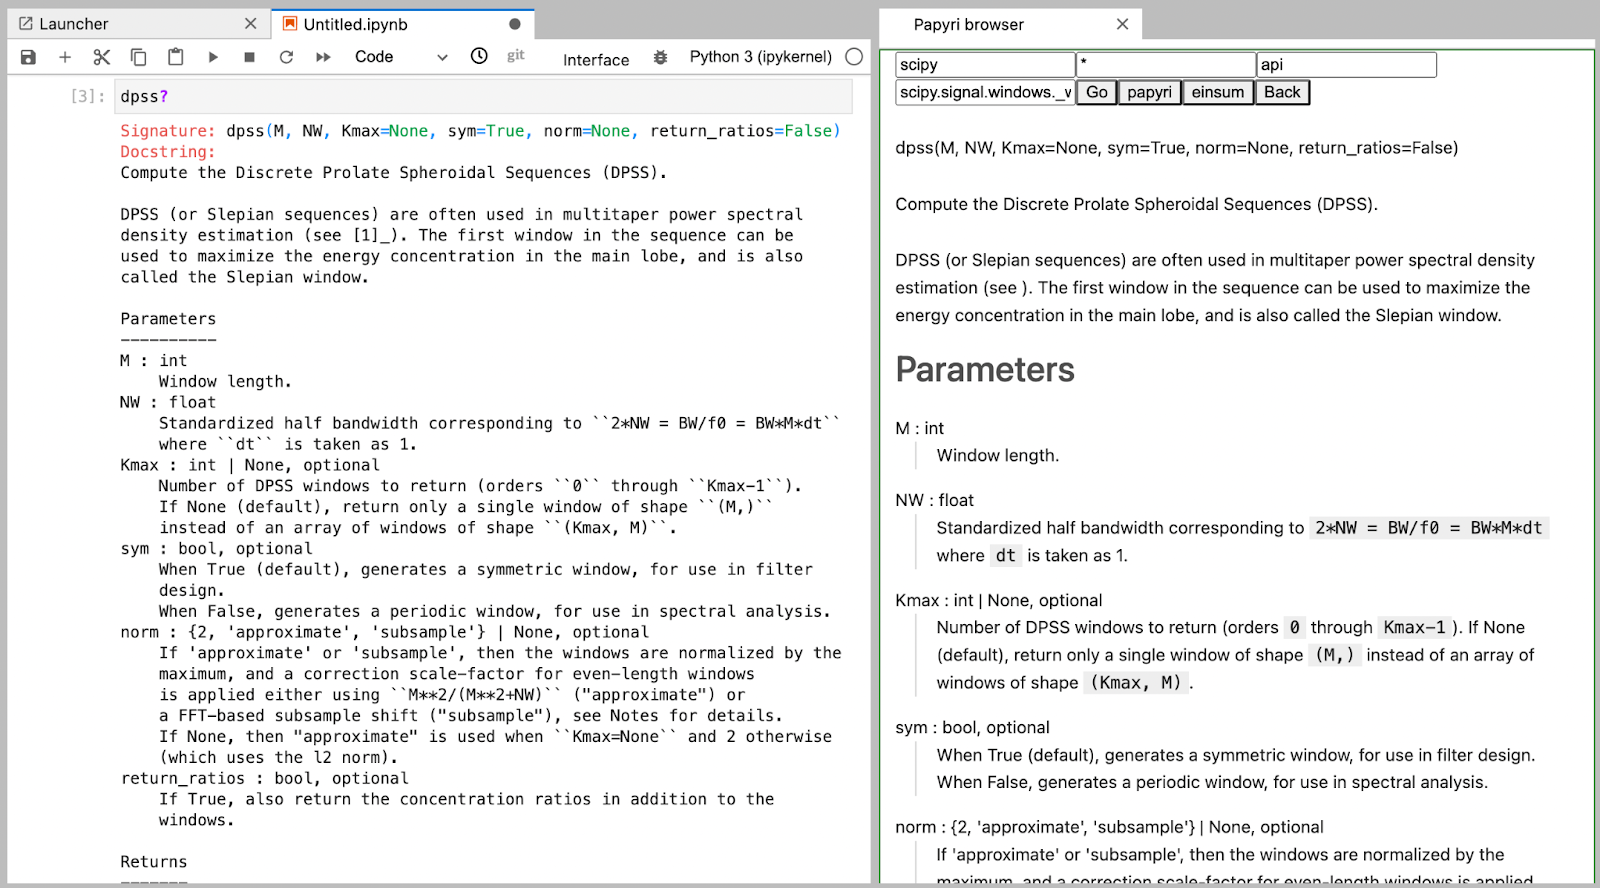 Launcher
Untitled.ipynb
Code
git
Interface
Python 3 (ipykernel)
[3]:
dpss?
Signature: dpss(M, NW, Kmax=None, sym=True, norm=None, return_ratios=False)
Docstring:
Compute the Discrete Prolate Spheroidal Sequences (DPSS).
DPSS (or Slepian sequences) are often used in multitaper power spectral
density estimation (see [1]_). The first window in the sequence can be
used to maximize the energy concentration in the main lobe, and is also
called the Slepian window.
Parameters
----------
M : int
Window length.
NW : float
Standardized half bandwidth corresponding to ``2*NW = BW/f0 = BW*M*dt``
where ``dt`` is taken as 1.
Kmax : int | None, optional
Number of DPSS windows to return (orders ``0`` through ``Kmax-1``).
If None (default), return only a single window of shape ``(M,)``
instead of an array of windows of shape ``(Kmax, M)``.
sym : bool, optional
When True (default), generates a symmetric window, for use in filter
design.
When False, generates a periodic window, for use in spectral analysis.
norm : {2, 'approximate', 'subsample'} | None, optional
If 'approximate' or 'subsample', then the windows are normalized by the
maximum, and a correction scale-factor for even-length windows
is applied either using ``M**2/(M**2+NW)`` ("approximate") or
a FFT-based subsample shift ("subsample"), see Notes for details.
If None, then "approximate" is used when ``Kmax=None`` and 2 otherwise
(which uses the l2 norm).
return_ratios : bool, optional
If True, also return the concentration ratios in addition to the
windows.
Returns
-------
Papyri browser
scipy
*
api
scipy.signal.windows._w
Go
papyri
einsum
Back
dpss(M, NW, Kmax=None, sym=True, norm=None, return_ratios=False)
Compute the Discrete Prolate Spheroidal Sequences (DPSS).
DPSS (or Slepian sequences) are often used in multitaper power spectral density
estimation (see ). The first window in the sequence can be used to maximize the
energy concentration in the main lobe, and is also called the Slepian window.
Parameters
M : int
Window length.
NW : float
Standardized half bandwidth corresponding to 2*NW = BW/f0 = BW*M*dt
where dt is taken as 1.
Kmax : int | None, optional
Number of DPSS windows to return (orders 0 through Kmax-1 ). If None
(default), return only a single window of shape (M,) instead of an array of
windows of shape (Kmax, M) .
sym : bool, optional
When True (default), generates a symmetric window, for use in filter design.
When False, generates a periodic window, for use in spectral analysis.
norm : {2, 'approximate', 'subsample'} | None, optional
If 'approximate' or 'subsample', then the windows are normalized by the
maximum, and a correction scale-factor for even-length windows is applied